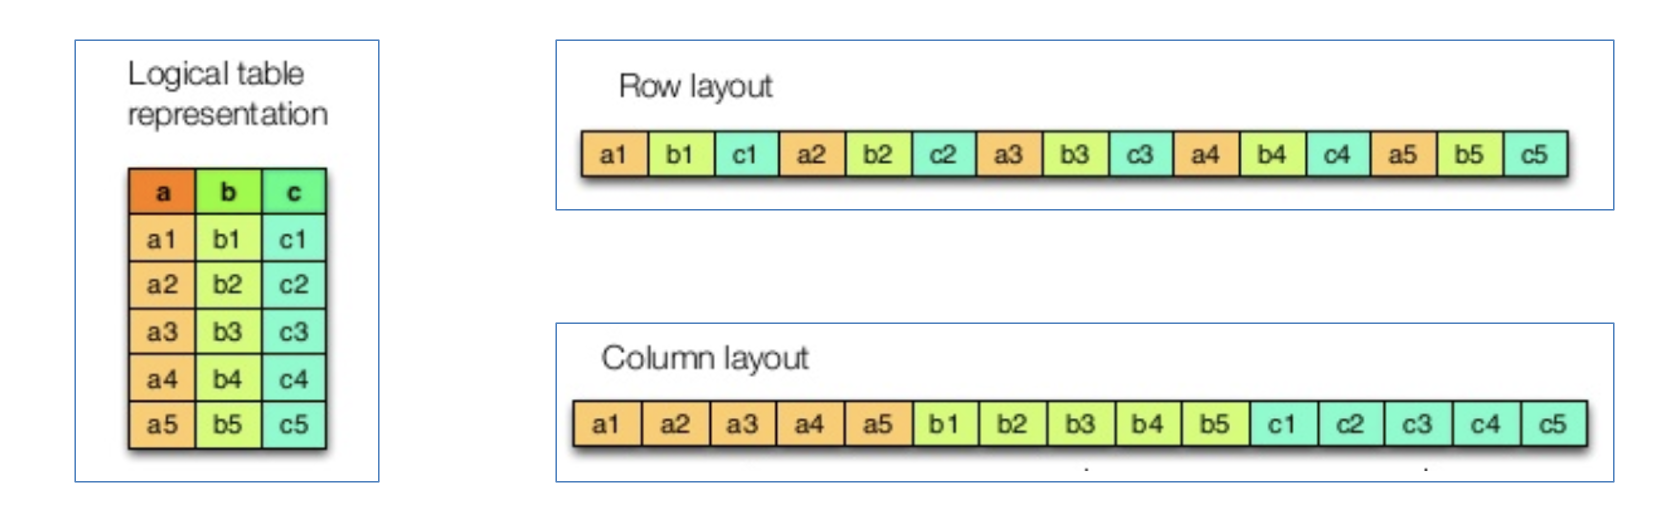 Logical table
representation
a b c
a1 b1 c1
a2 b2 c2
a3 b3 c3
a4 b4 c4
a5 b5 c5
Row layout
a1 b1 c1 a2 b2 c2 a3 b3 c3 a4 b4 c4 a5 b5 c5
Column layout
a1 a2 a3 a4 a5 b1 b2 b3 b4 b5 c1 c2 c3 c4 c5